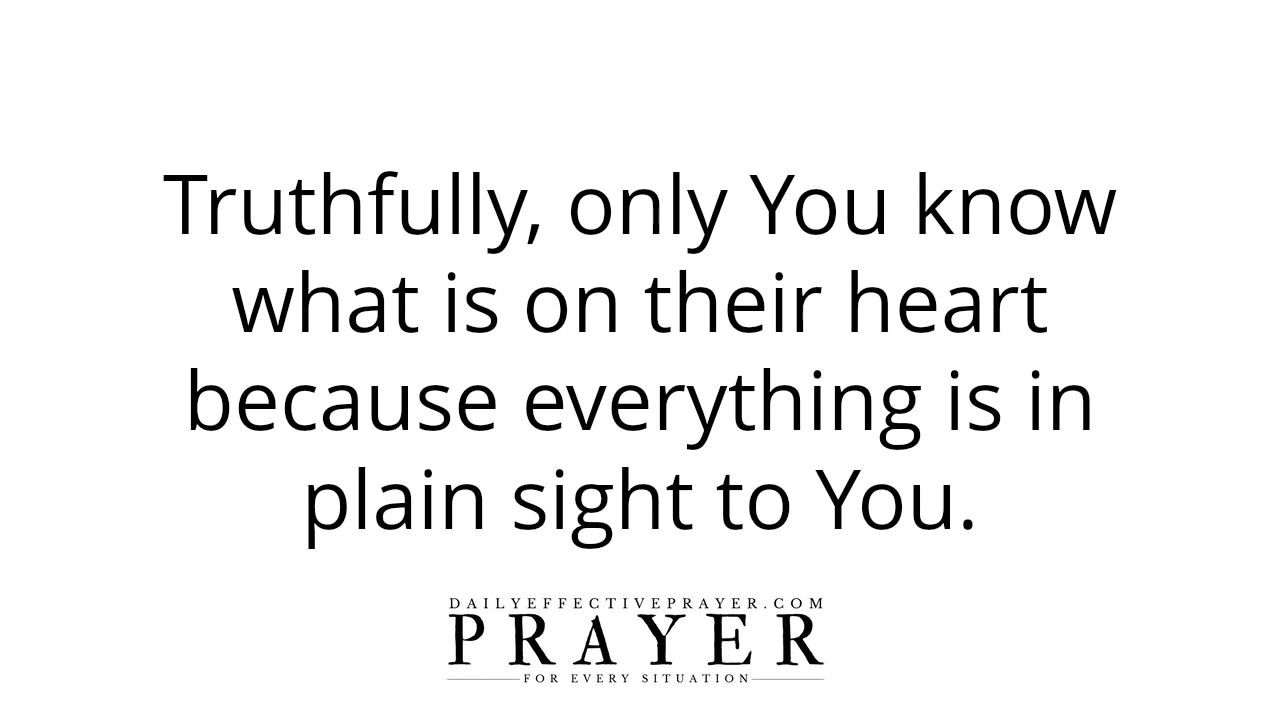 Truthfully, only You know
what is on their heart
because everything is in
plain sight to You.
DAILYEFFECTIVEPRAYER.COM
PRAYER
FOR EVERY SITUATION